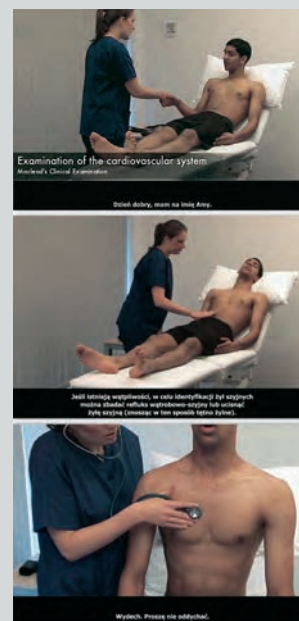 Examination of the cardiovascular system
Macleod's Clinical Examination
Dzień dobry, mam na imię Amy.
Jeśli istnieją wątpliwości, w celu identyfikacji żył szyjnych
można zbadać refluks wątrobowo-szyjny lub ucisnąć
żyłę szyjną (znosząc w ten sposób tętno żylne).
Wydech. Proszę nie oddychać.